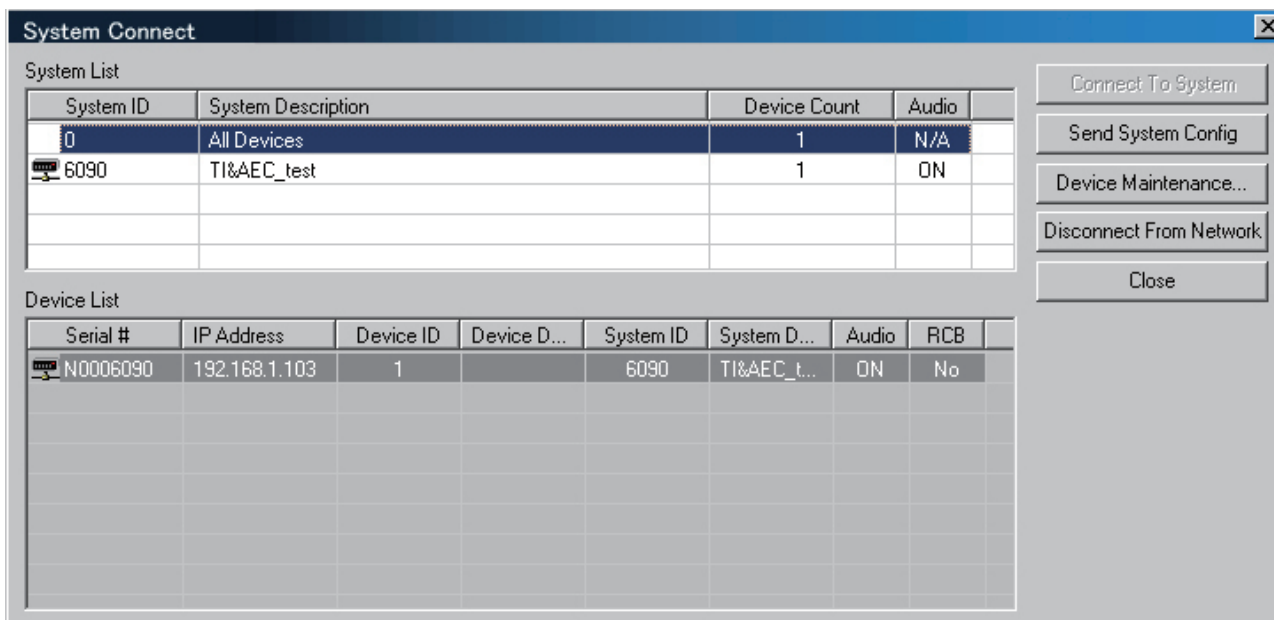 System Connect
System List
System ID System Description Device Count Audio
0 All Devices 1 N/A
6090 TI&AEC_test 1 ON
Connect To System
Send System Config
Device Maintenance...
Disconnect From Network
Close
Device List
Serial # IP Address Device ID Device D... System ID System D... Audio RCB
N0006090 192.168.1.103 1 6090 TI&AEC_t... ON No